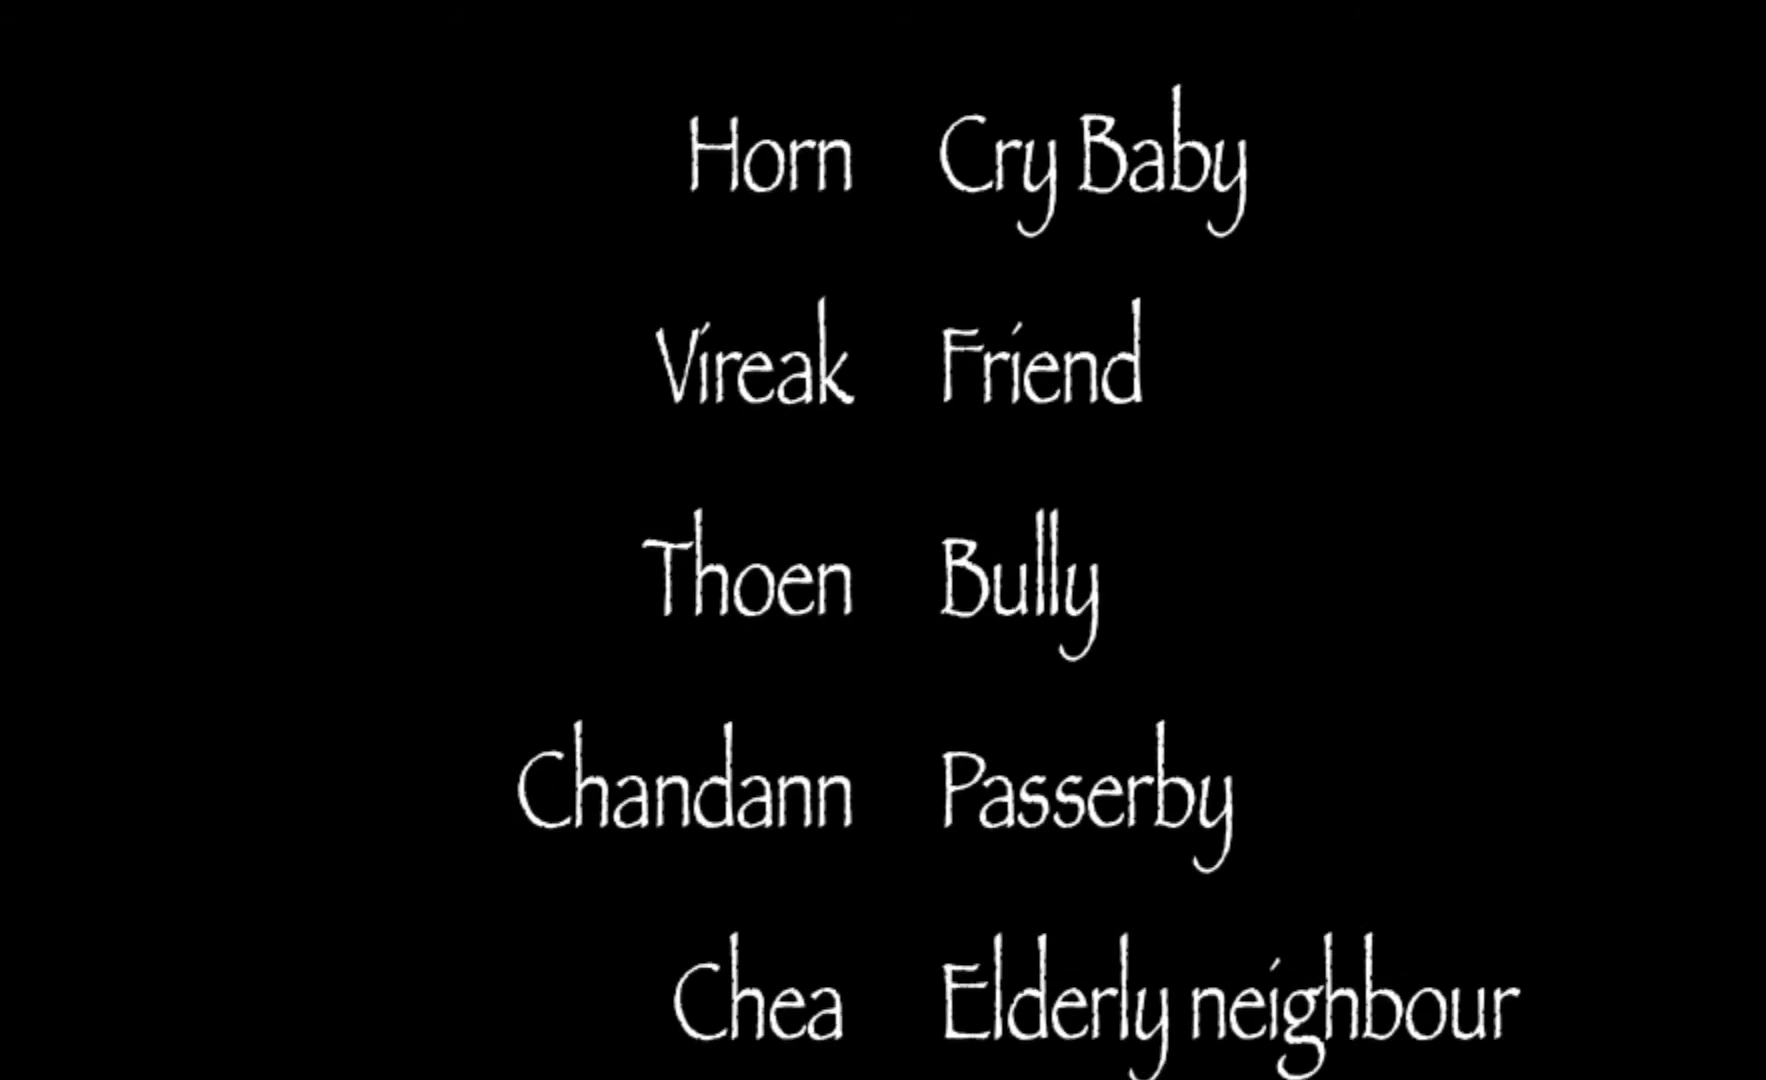 Horn Cry Baby
Vireak Friend
Thoen Bully
Chandann Passerby
Chea Elderly neighbour